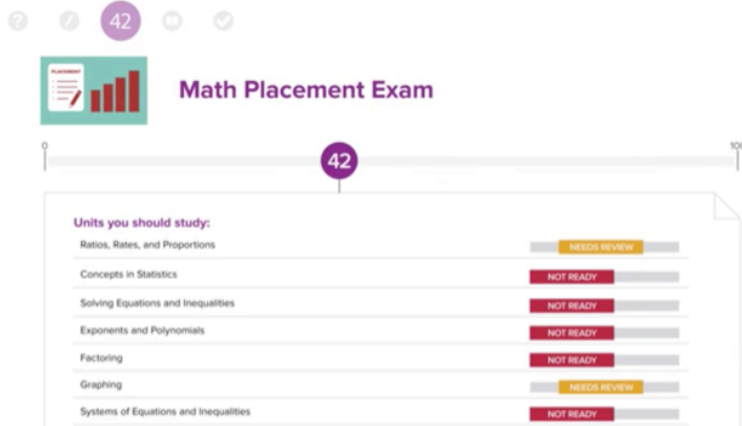 ?
42
PLACEMENT
Math Placement Exam
0
100
42
Units you should study:
Ratios, Rates, and Proportions NEEDS REVIEW
Concepts in Statistics NOT READY
Solving Equations and Inequalities NOT READY
Exponents and Polynomials NOT READY
Factoring NOT READY
Graphing NEEDS REVIEW
Systems of Equations and Inequalities NOT READY